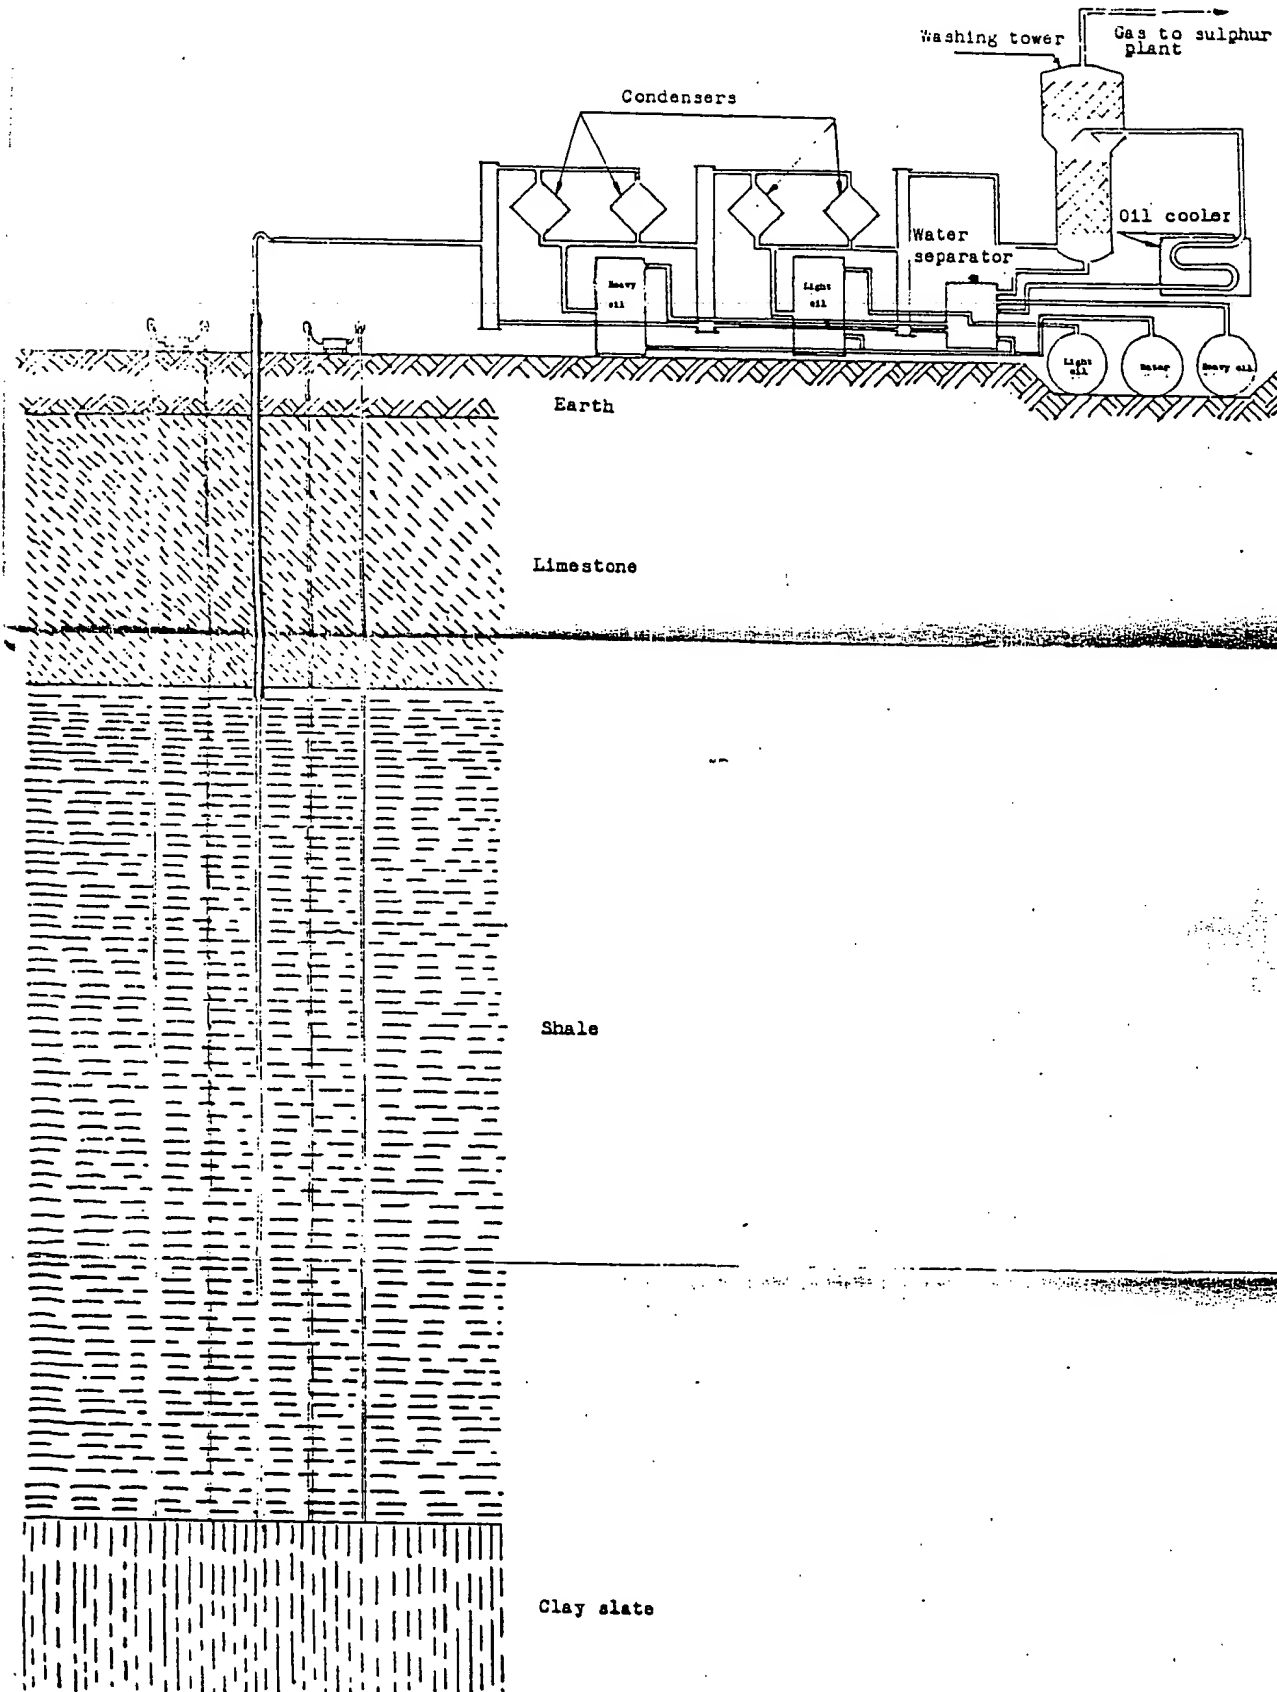 Washing tower
Gas to sulphur
plant
Condensers
Oil cooler
Water
separator
Heavy
oil
Light
oil
Light
oil
Water
Heavy oil
Earth
Limestone
Shale
Clay slate